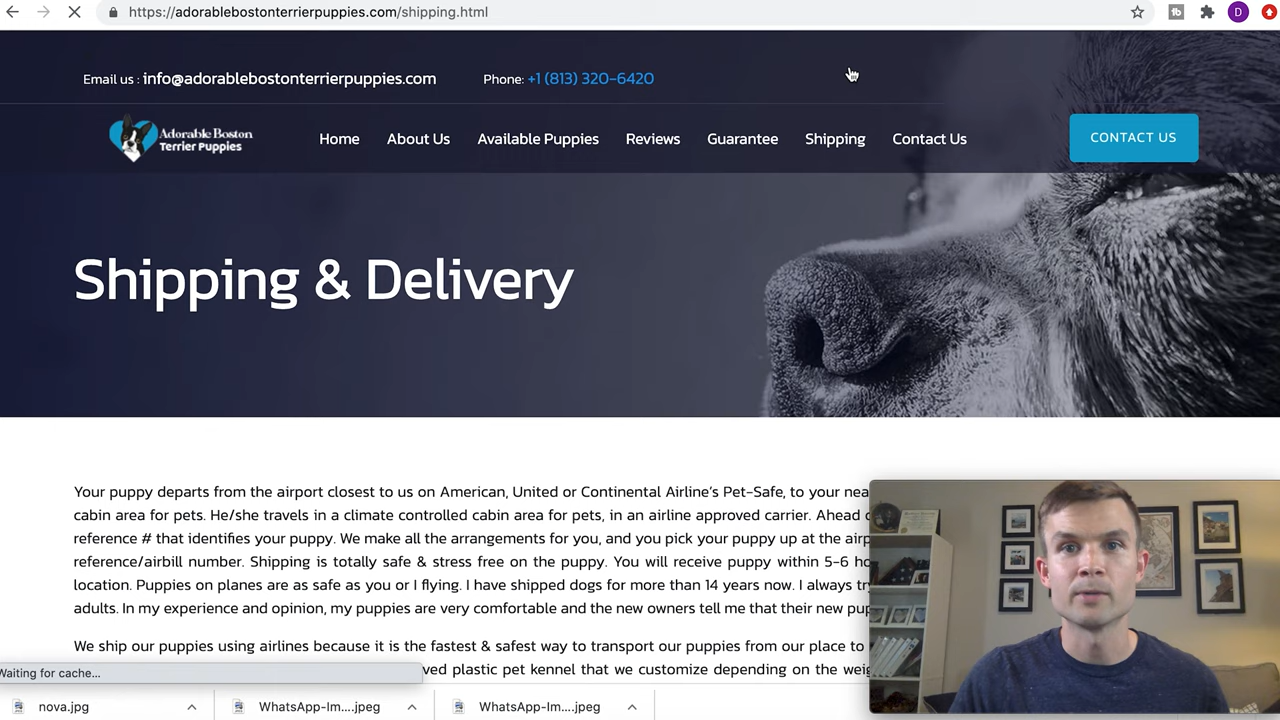 https://adorablebostonterrierpuppies.com/shipping.html
Email us : info@adorablebostonterrierpuppies.com
Phone: +1 (813) 320-6420
Adorable Boston
Terrier Puppies
Home
About Us
Available Puppies
Reviews
Guarantee
Shipping
Contact Us
CONTACT US
Shipping & Delivery
Your puppy departs from the airport closest to us on American, United or Continental Airline's Pet-Safe, to your
cabin area for pets. He/she travels in a climate controlled cabin area for pets, in an airline approved carrier. Ahead
reference # that identifies your puppy. We make all the arrangements for you, and you pick your puppy up at the
reference/airbill number. Shipping is totally safe & stress free on the puppy. You will receive puppy within 5-6
location. Puppies on planes are as safe as you or I flying. I have shipped dogs for more than 14 years now. I always
adults. In my experience and opinion, my puppies are very comfortable and the new owners tell me that their new
We ship our puppies using airlines because it is the fastest & safest way to transport our puppies from our place to
plastic pet kennel that we customize depending on the
Waiting for cache...
nova.jpg
WhatsApp-Im....jpeg
WhatsApp-Im....jpeg
D